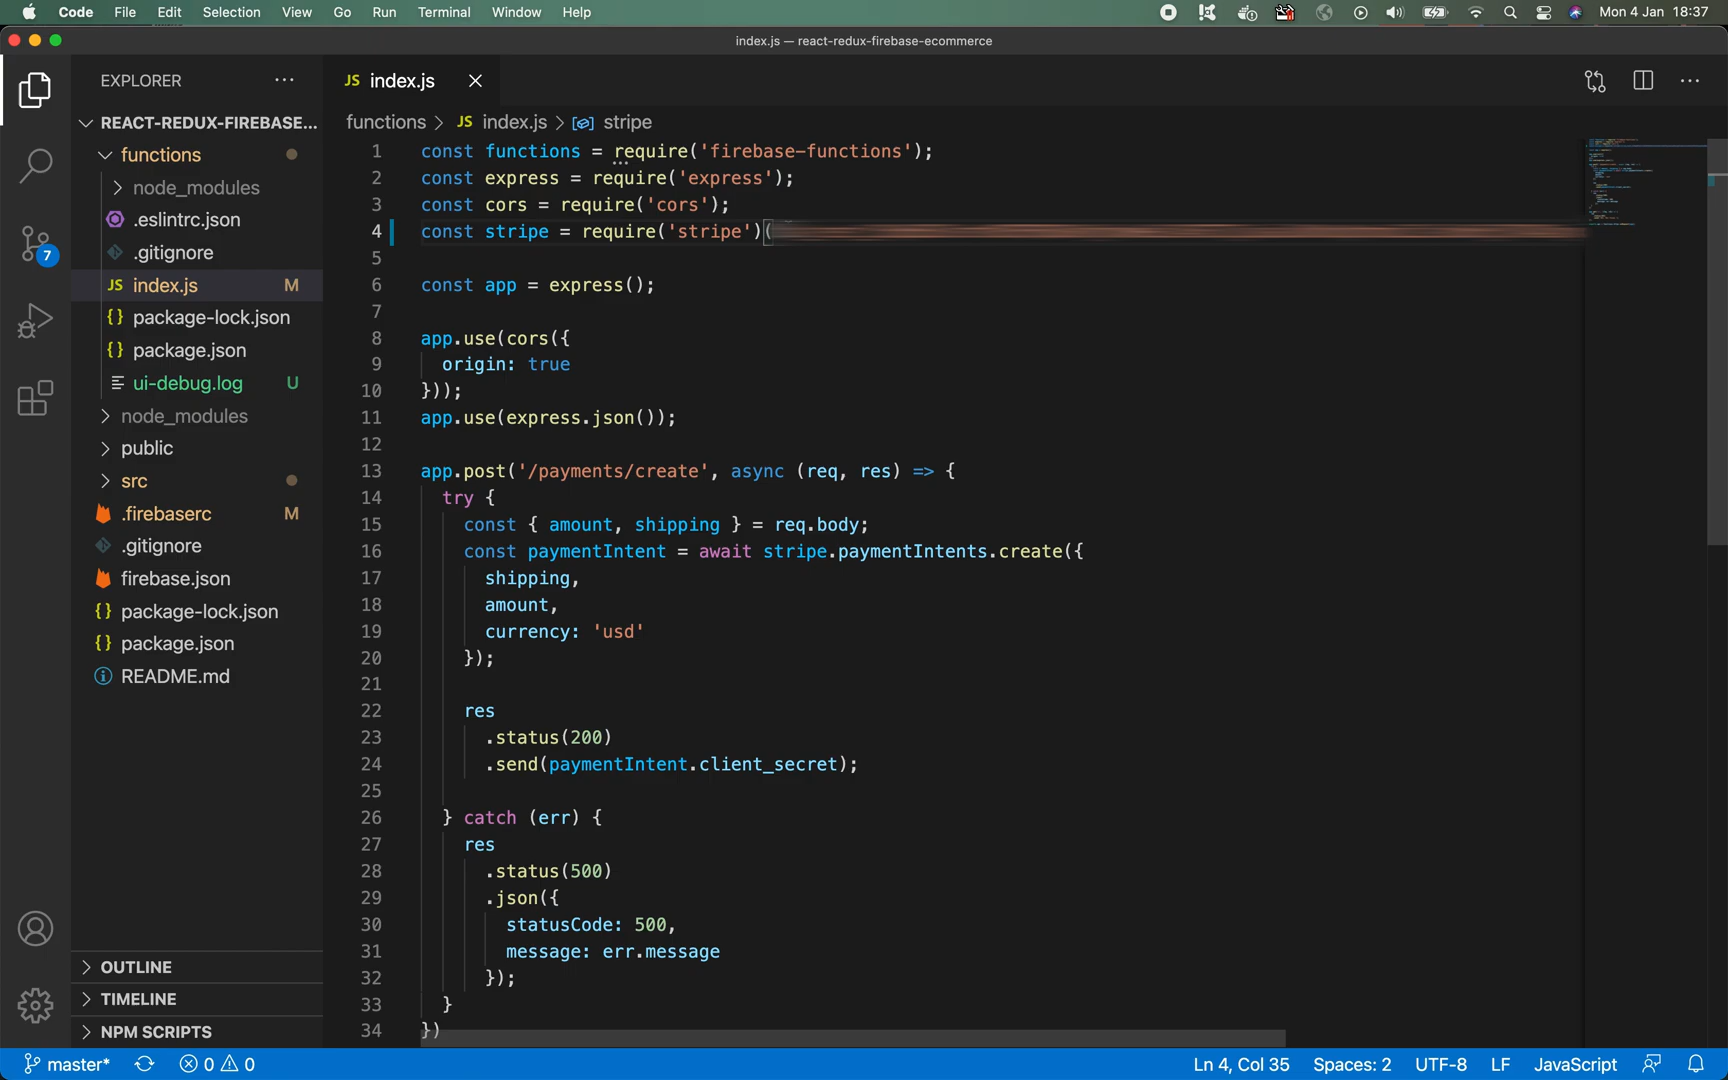 Code File Edit Selection View Go Run Terminal Window Help Mon 4 Jan 18:37
index.js — react-redux-firebase-ecommerce
EXPLORER
REACT-REDUX-FIREBASE...
functions
node_modules
.eslintrc.json
.gitignore
JS index.js M
{} package-lock.json
{} package.json
ui-debug.log U
node_modules
public
src
.firebaserc M
.gitignore
firebase.json
{} package-lock.json
{} package.json
README.md
OUTLINE
TIMELINE
NPM SCRIPTS
7
JS index.js
functions > JS index.js > stripe
1 const functions = require('firebase-functions');
2 const express = require('express');
3 const cors = require('cors');
4 const stripe = require('stripe')(
5
6 const app = express();
7
8 app.use(cors({
9 origin: true
10 }));
11 app.use(express.json());
12
13 app.post('/payments/create', async (req, res) => {
14 try {
15 const { amount, shipping } = req.body;
16 const paymentIntent = await stripe.paymentIntents.create({
17 shipping,
18 amount,
19 currency: 'usd'
20 });
21
22 res
23 .status(200)
24 .send(paymentIntent.client_secret);
25
26 } catch (err) {
27 res
28 .status(500)
29 .json({
30 statusCode: 500,
31 message: err.message
32 });
33 }
34 })
master* 0 0 Ln 4, Col 35 Spaces: 2 UTF-8 LF JavaScript